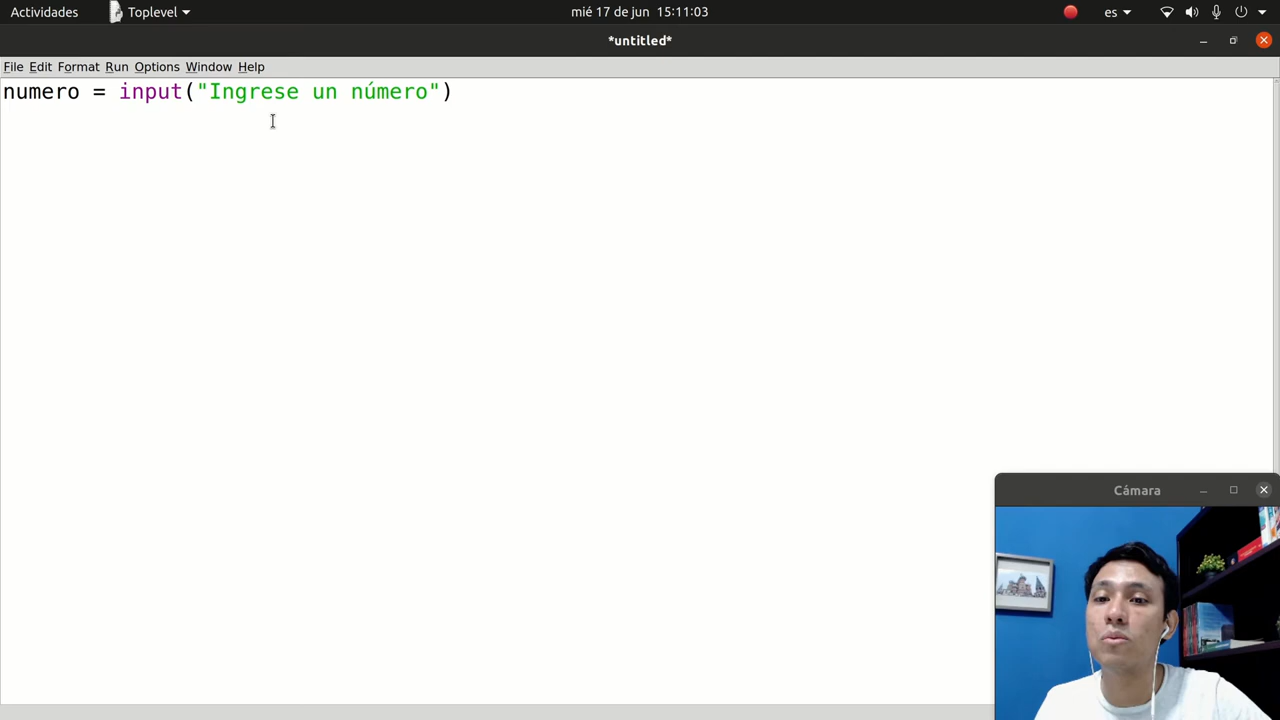 Actividades Toplevel mié 17 de jun 15:11:03 es
*untitled*
File Edit Format Run Options Window Help
numero = input("Ingrese un número")
Cámara